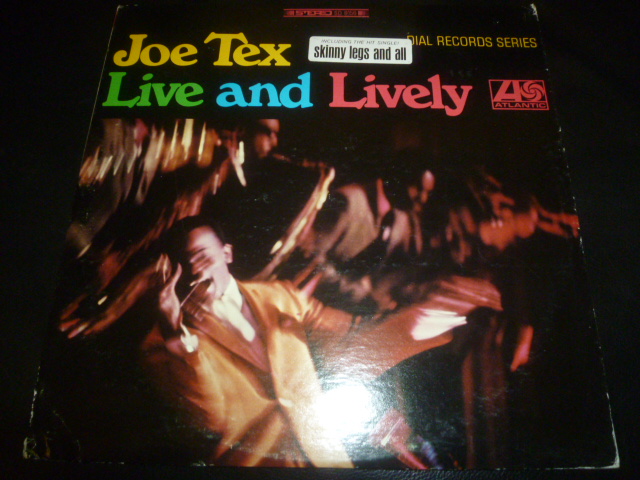 STEREO
Joe Tex
INCLUDING THE HIT SINGLE!
skinny legs and all
DIAL RECORDS SERIES
Live and Lively
ATLANTIC